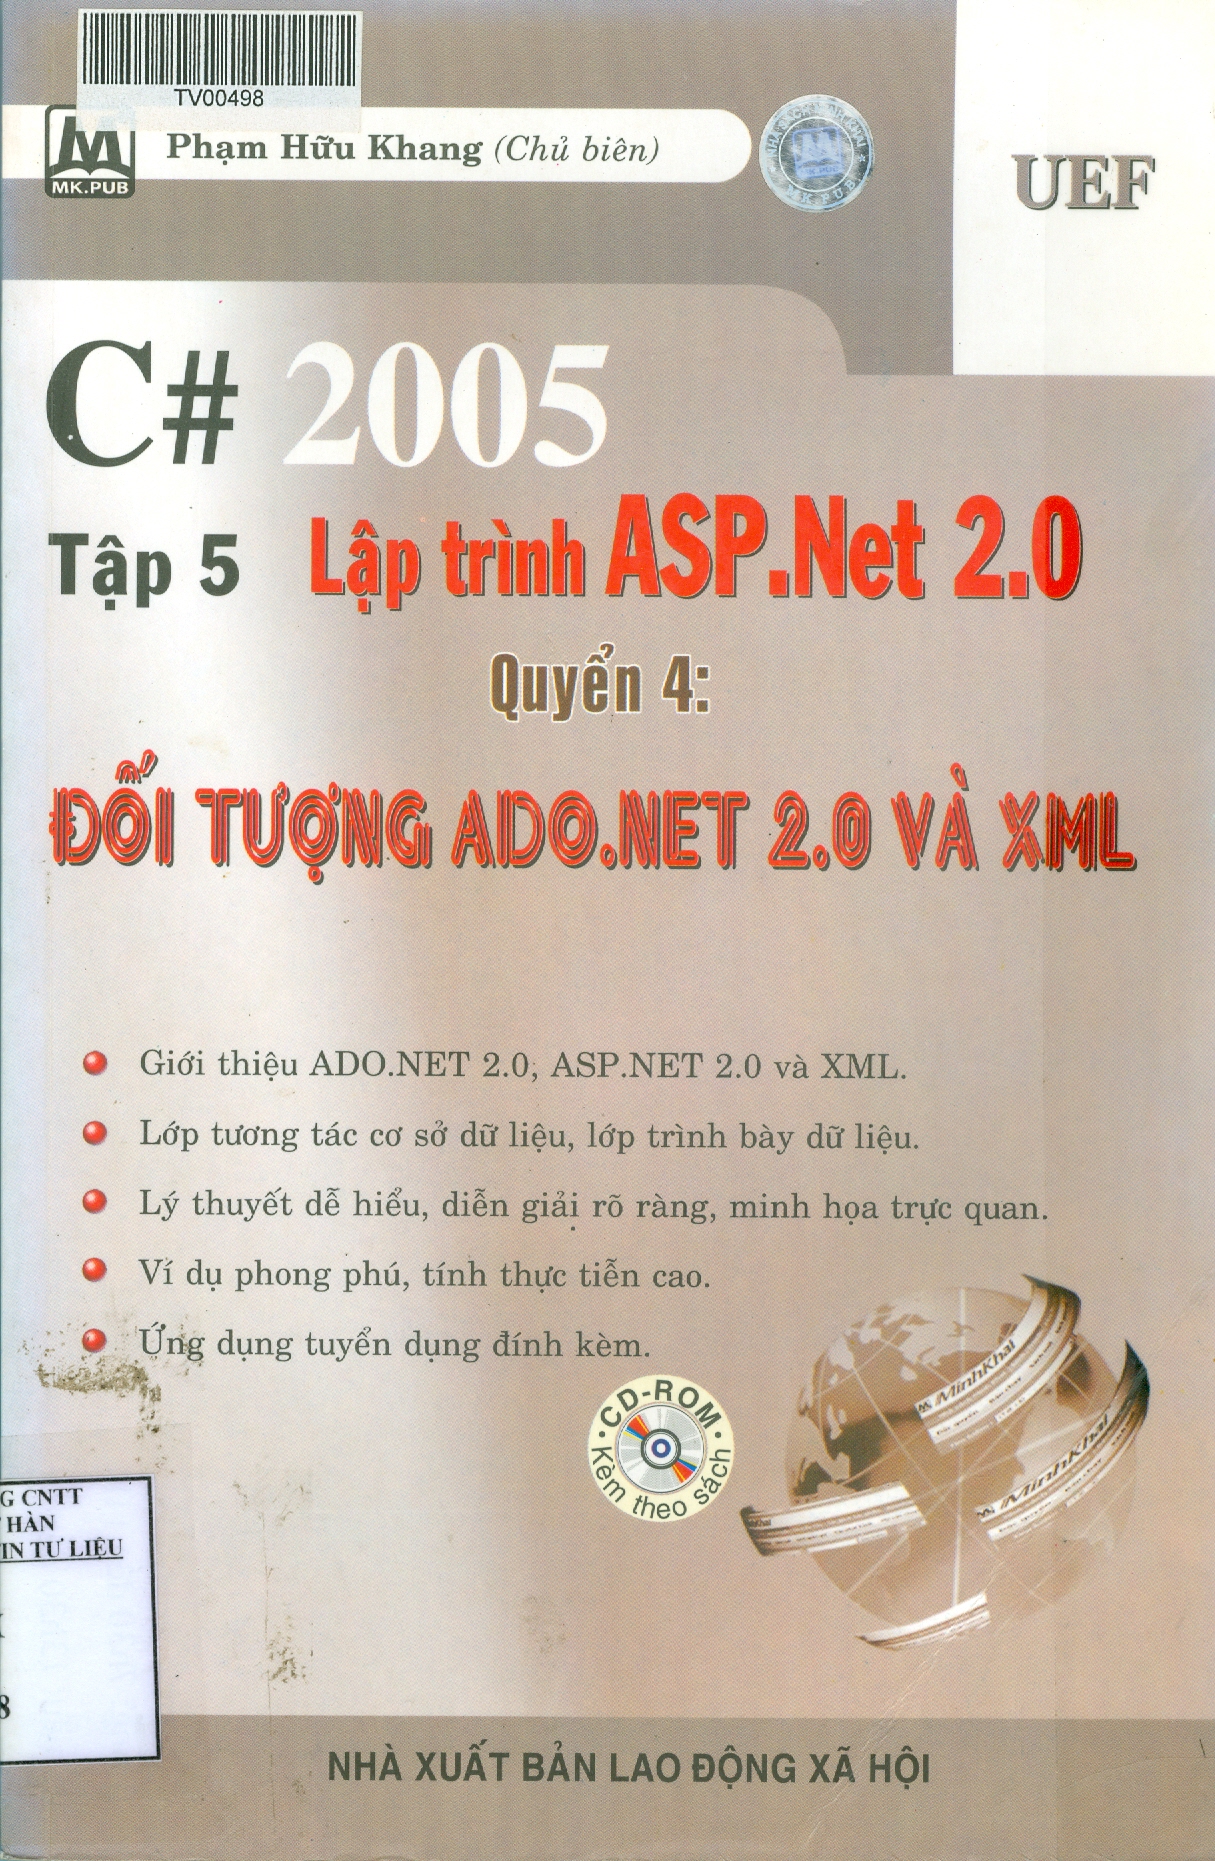 TV00498
MK.PUB
Phạm Hữu Khang (Chủ biên)
UEF
C# 2005
Tập 5 Lập trình ASP.Net 2.0
Quyển 4:
ĐỐI TƯỢNG ADO.NET 2.0 VÀ XML
Giới thiệu ADO.NET 2.0, ASP.NET 2.0 và XML.
Lớp tương tác cơ sở dữ liệu, lớp trình bày dữ liệu.
Lý thuyết dễ hiểu, diễn giải rõ ràng, minh họa trực quan.
Ví dụ phong phú, tính thực tiễn cao.
Ứng dụng tuyển dụng đính kèm.
CD-ROM
Kèm theo sách
MinhKhai
MinhKhai
G CNTT
HÀN
IN TƯ LIỆU
8
NHÀ XUẤT BẢN LAO ĐỘNG XÃ HỘI